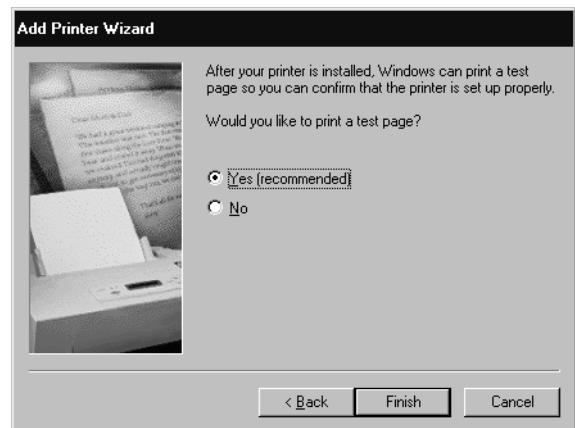 Add Printer Wizard
After your printer is installed, Windows can print a test
page so you can confirm that the printer is set up properly.
Would you like to print a test page?
Yes (recommended)
No
< Back
Finish
Cancel